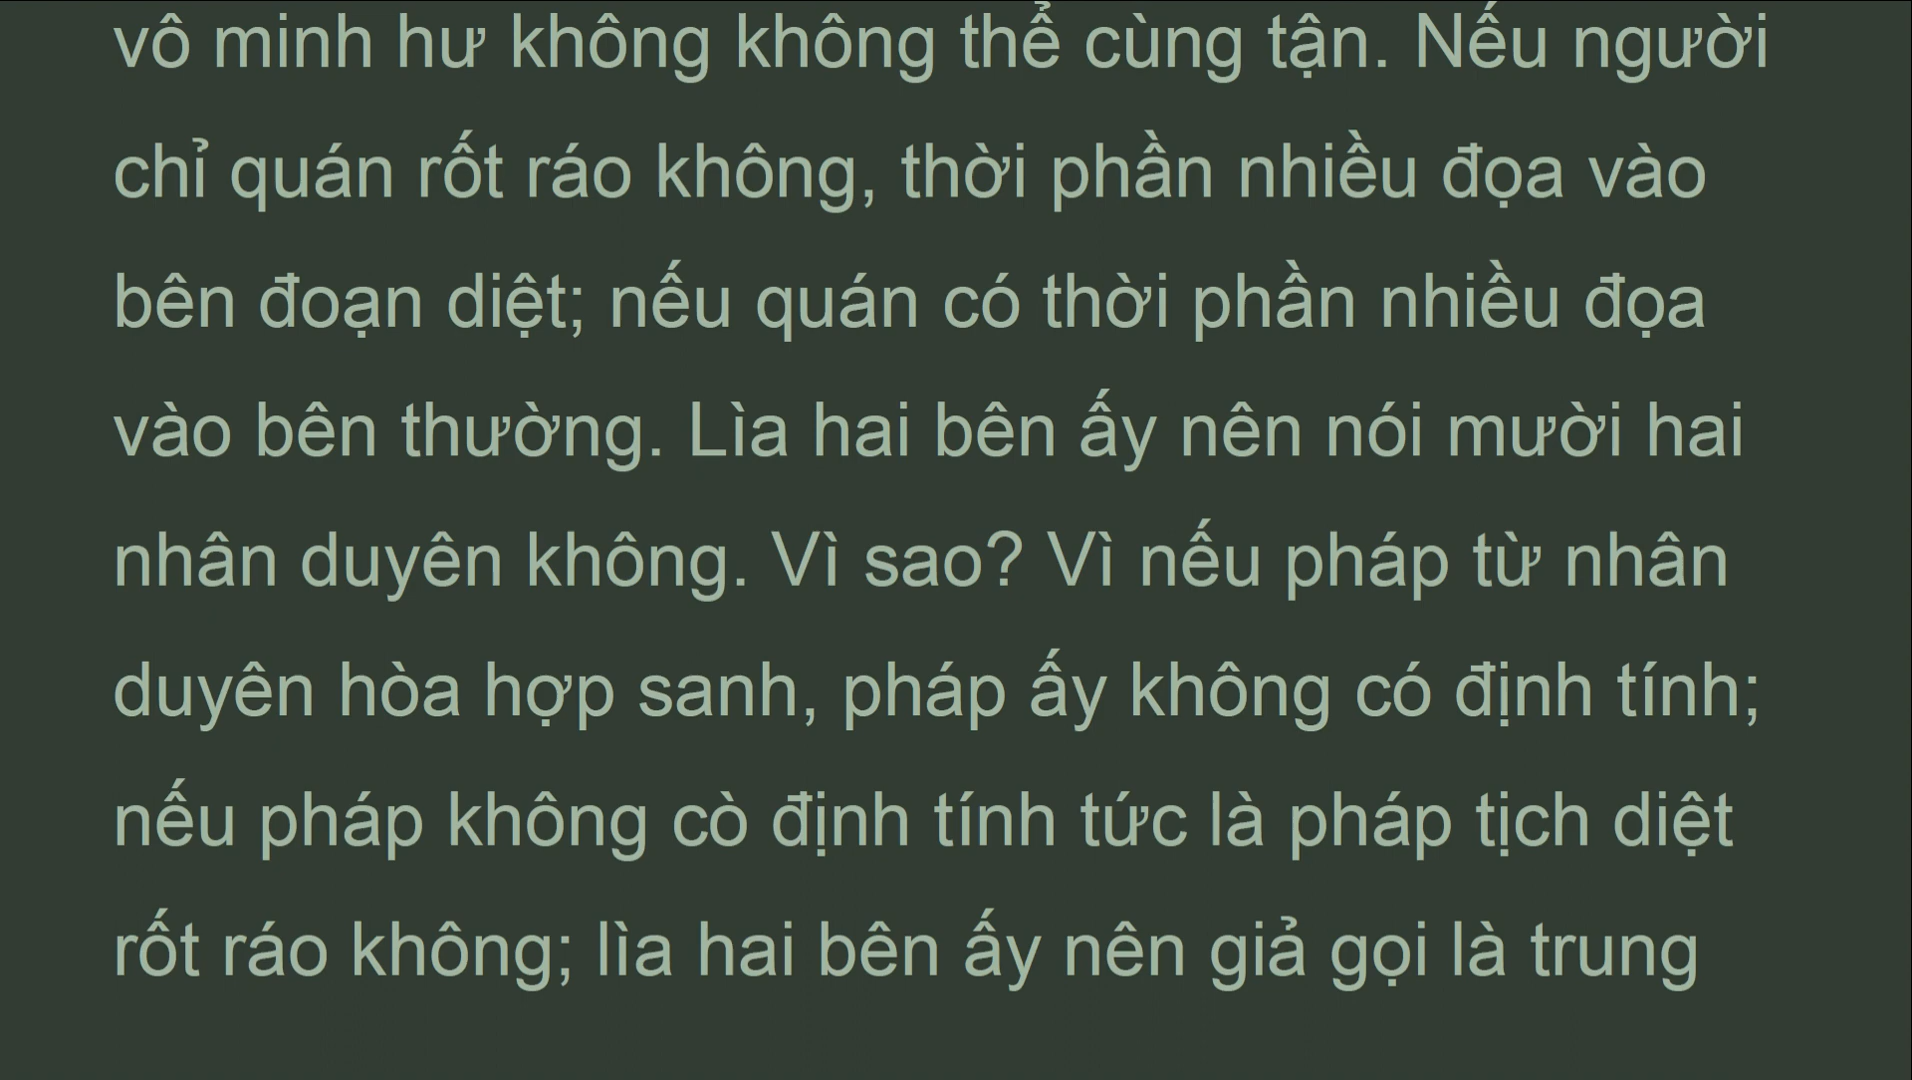 vô minh hư không không thể cùng tận. Nếu người
chỉ quán rốt ráo không, thời phần nhiều đọa vào
bên đoạn diệt; nếu quán có thời phần nhiều đọa
vào bên thường. Lìa hai bên ấy nên nói mười hai
nhân duyên không. Vì sao? Vì nếu pháp từ nhân
duyên hòa hợp sanh, pháp ấy không có định tính;
nếu pháp không cò định tính tức là pháp tịch diệt
rốt ráo không; lìa hai bên ấy nên giả gọi là trung